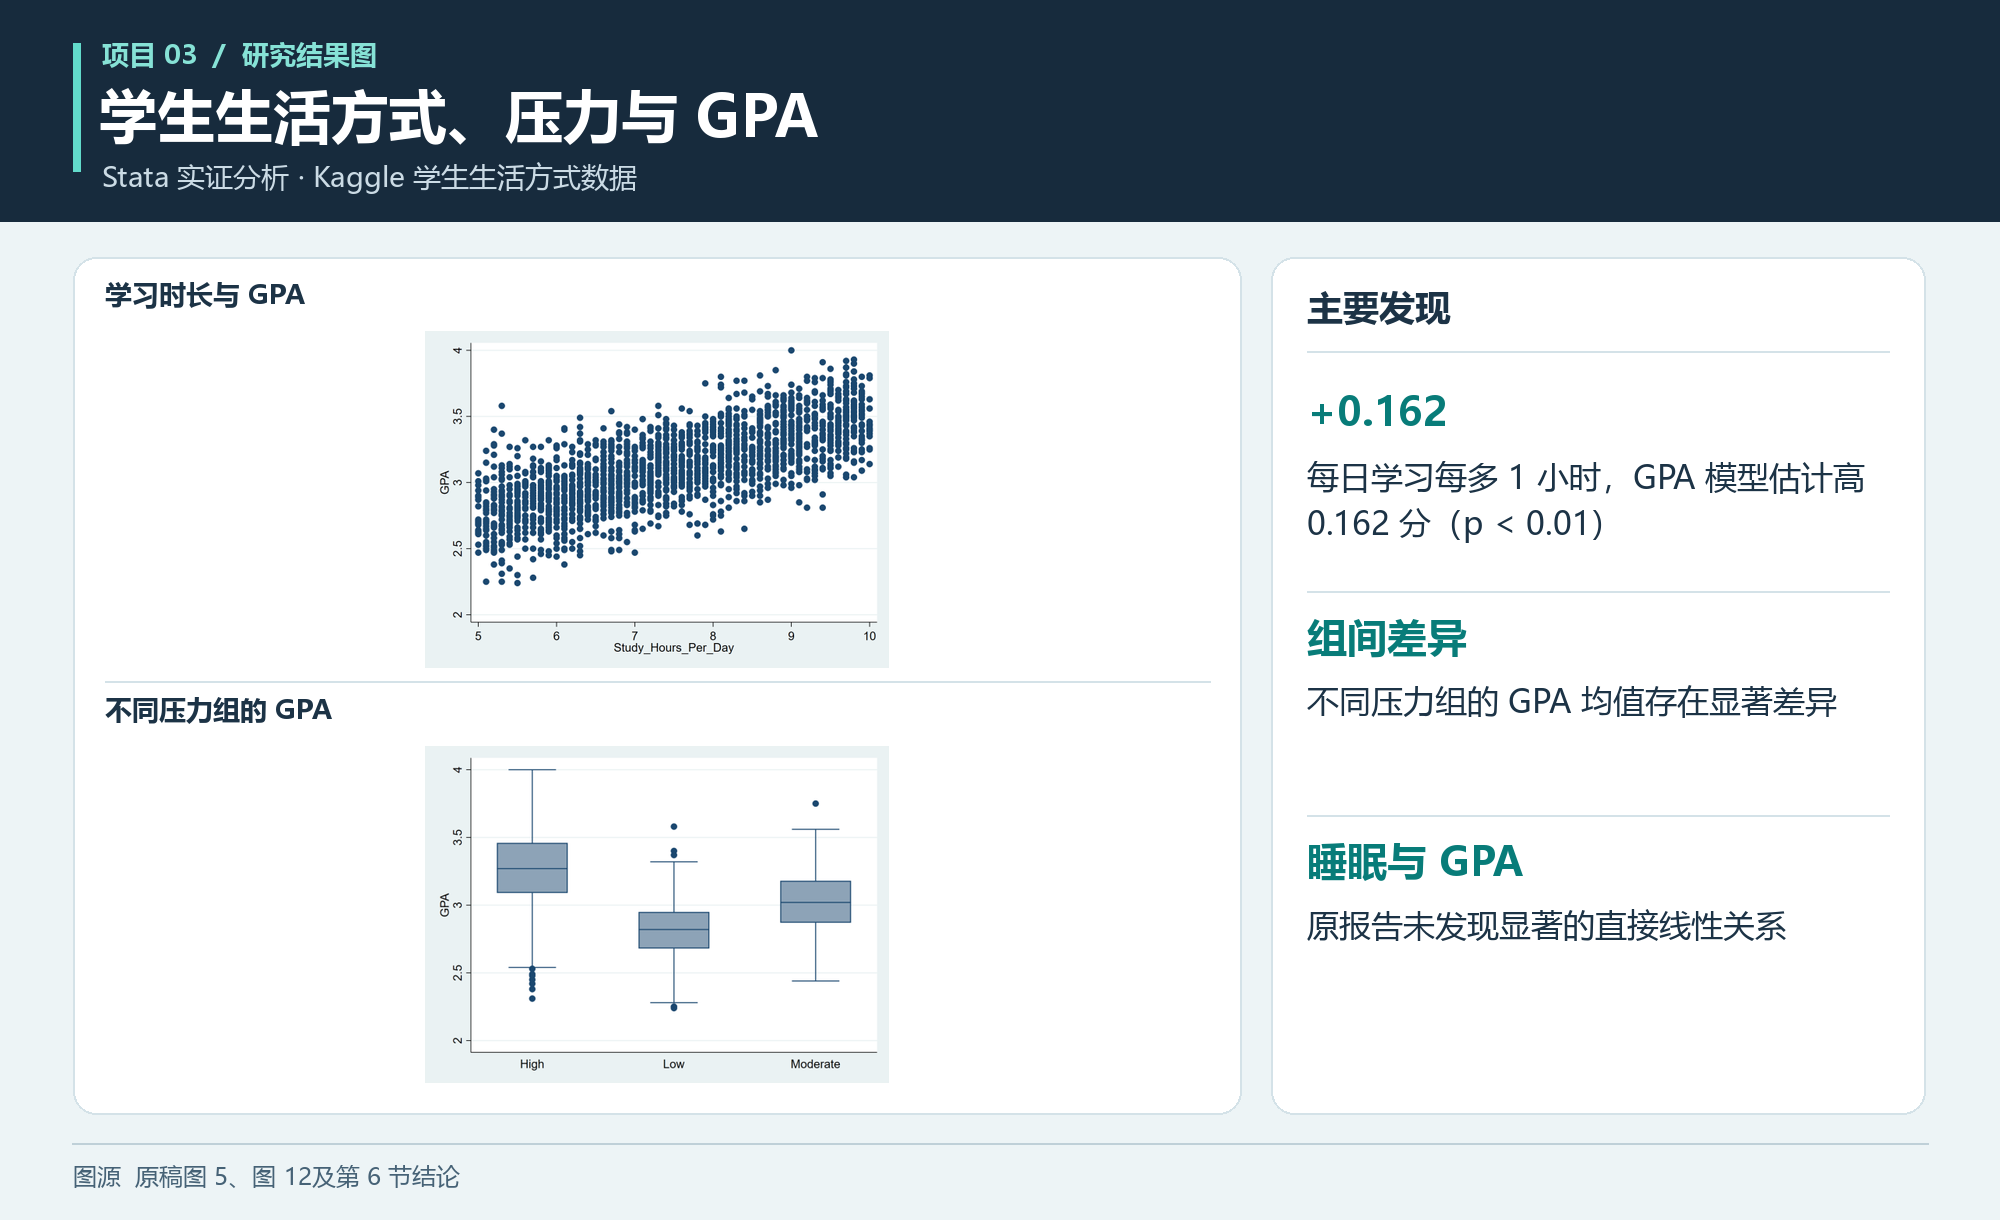 项目 03 / 研究结果图
学生生活方式、压力与 GPA
Stata 实证分析 · Kaggle 学生生活方式数据
学习时长与 GPA
4
3.5
3
2.5
2
GPA
5 6 7 8 9 10
Study_Hours_Per_Day
不同压力组的 GPA
4
3.5
3
2.5
2
GPA
High Low Moderate
主要发现
+0.162
每日学习每多 1 小时，GPA 模型估计高
0.162 分（p < 0.01）
组间差异
不同压力组的 GPA 均值存在显著差异
睡眠与 GPA
原报告未发现显著的直接线性关系
图源 原稿图 5、图 12及第 6 节结论